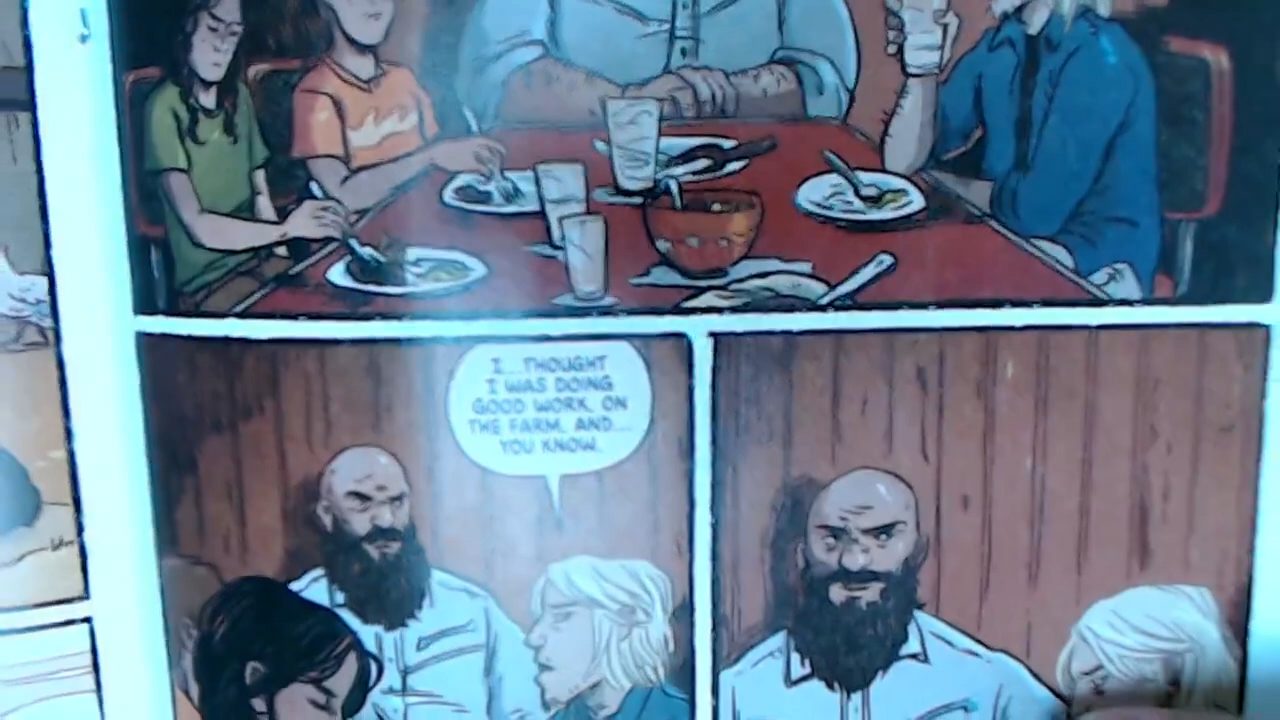 I...THOUGHT
I WAS DOING
GOOD WORK, ON
THE FARM, AND...
YOU KNOW.